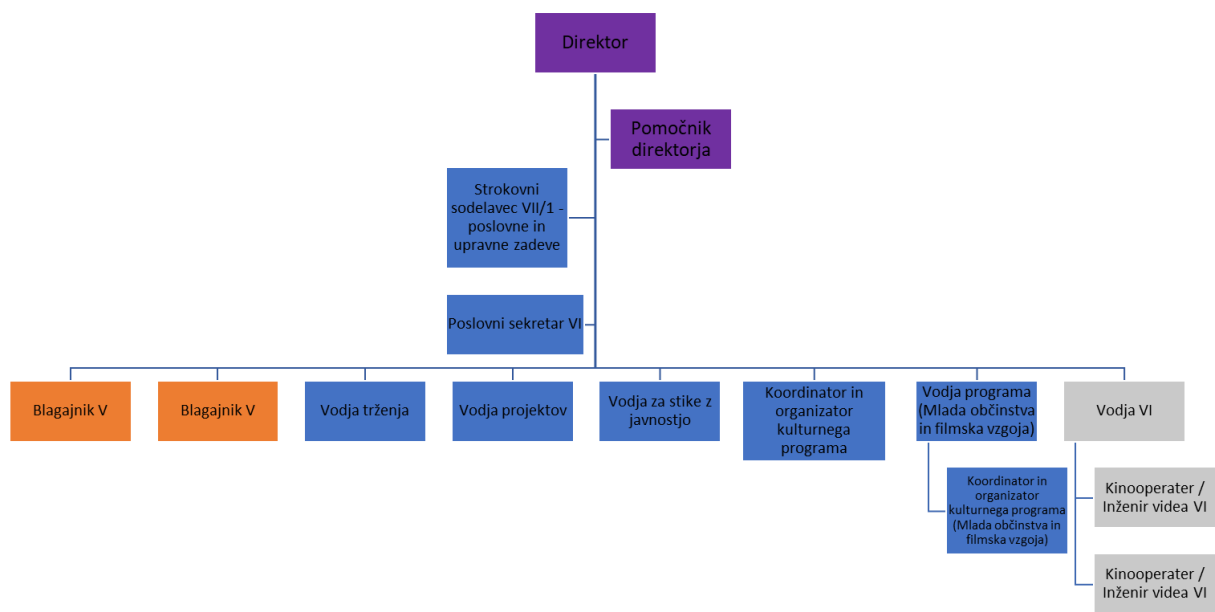 Direktor
Pomočnik
direktorja
Strokovni
sodelavec VII/1 -
poslovne in
upravne zadeve
Poslovni sekretar VI
Blagajnik V
Blagajnik V
Vodja trženja
Vodja projektov
Vodja za stike z
javnostjo
Koordinator in
organizator
kulturnega
programa
Vodja programa
(Mlada občinstva
in filmska vzgoja)
Vodja VI
Koordinator in
organizator
kulturnega programa
(Mlada občinstva in
filmska vzgoja)
Kinooperater /
Inženir videa VI
Kinooperater /
Inženir videa VI